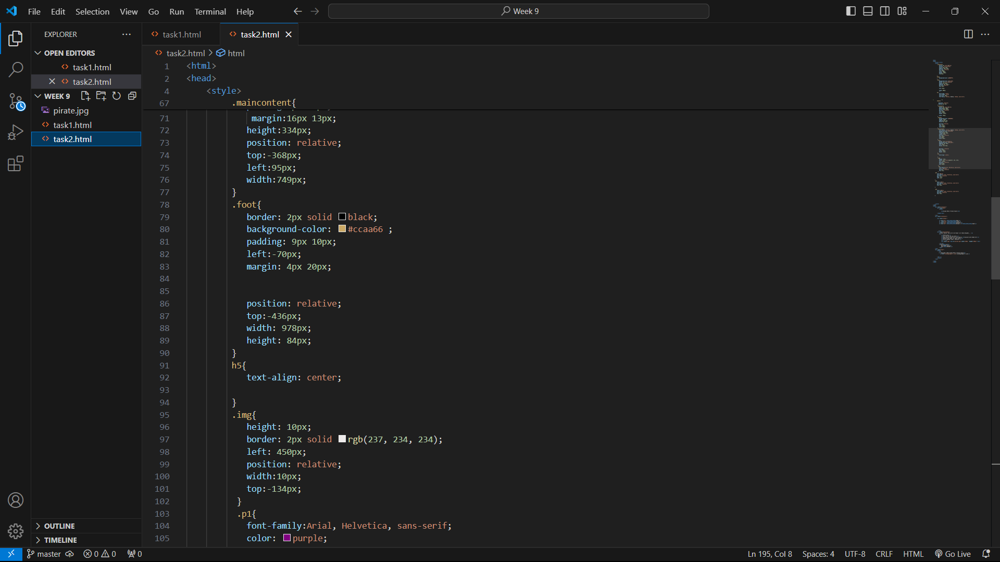 File Edit Selection View Go Run Terminal Help
Week 9
EXPLORER
OPEN EDITORS
task1.html
task2.html
WEEK 9
pirate.jpg
task1.html
task2.html
OUTLINE
TIMELINE
task1.html
task2.html
task2.html > html
1 <html>
2 <head>
4 <style>
67 .maincontent{
71 margin:16px 13px;
72 height:334px;
73 position: relative;
74 top:-368px;
75 left:95px;
76 width:749px;
77 }
78 .foot{
79 border: 2px solid black;
80 background-color: #ccaa66 ;
81 padding: 9px 10px;
82 left:-70px;
83 margin: 4px 20px;
84
85
86 position: relative;
87 top:-436px;
88 width: 978px;
89 height: 84px;
90 }
91 h5{
92 text-align: center;
93
94 }
95 .img{
96 height: 10px;
97 border: 2px solid rgb(237, 234, 234);
98 left: 450px;
99 position: relative;
100 width:10px;
101 top:-134px;
102 }
103 .p1{
104 font-family:Arial, Helvetica, sans-serif;
105 color: purple;
master 0 0 0 Ln 195, Col 8 Spaces: 4 UTF-8 CRLF HTML Go Live